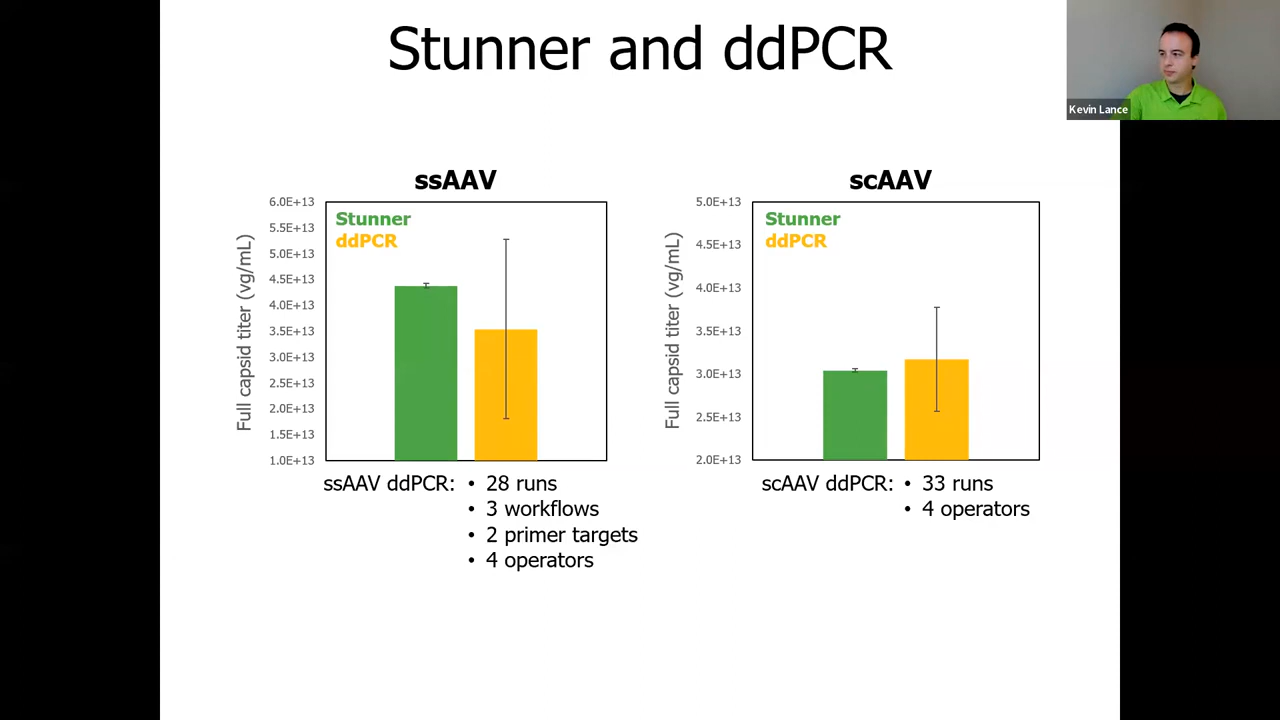 Stunner and ddPCR
Kevin Lance
ssAAV
Full capsid titer (vg/mL)
6.0E+13
5.5E+13
5.0E+13
4.5E+13
4.0E+13
3.5E+13
3.0E+13
2.5E+13
2.0E+13
1.5E+13
1.0E+13
Stunner
ddPCR
ssAAV ddPCR: • 28 runs
• 3 workflows
• 2 primer targets
• 4 operators
scAAV
Full capsid titer (vg/mL)
5.0E+13
4.5E+13
4.0E+13
3.5E+13
3.0E+13
2.5E+13
2.0E+13
Stunner
ddPCR
scAAV ddPCR: • 33 runs
• 4 operators